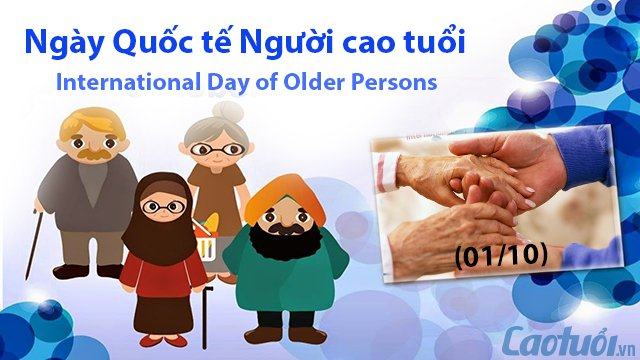 Ngày Quốc tế Người cao tuổi
International Day of Older Persons
(01/10)
Caotuổi.vn